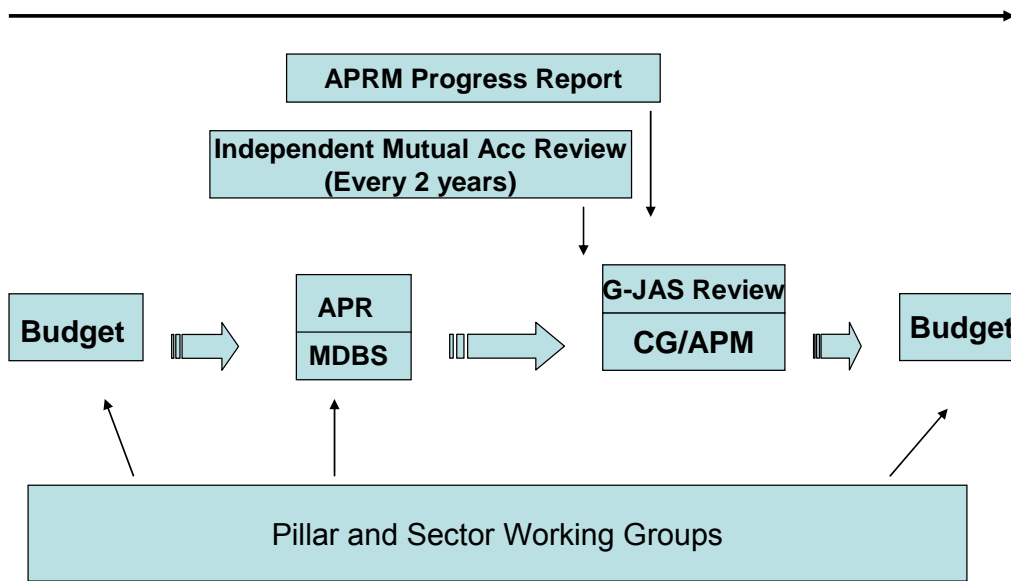 APRM Progress Report
Independent Mutual Acc Review
(Every 2 years)
Budget
APR
MDBS
G-JAS Review
CG/APM
Budget
Pillar and Sector Working Groups